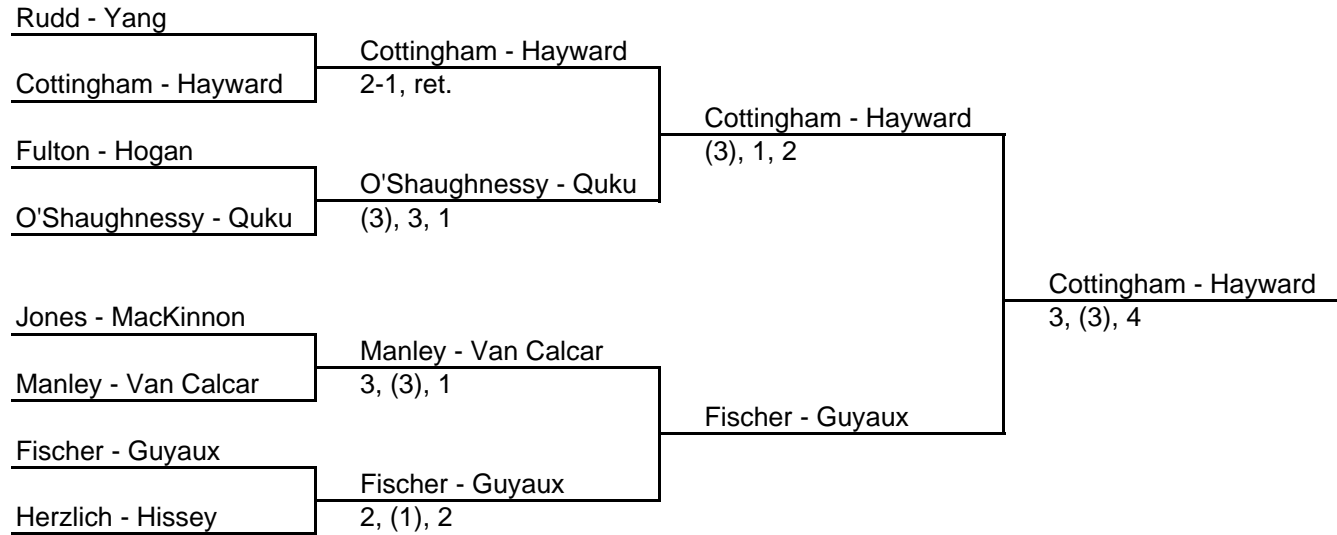 Rudd - Yang
Cottingham - Hayward
Cottingham - Hayward
2-1, ret.
Cottingham - Hayward
(3), 1, 2
Fulton - Hogan
O'Shaughnessy - Quku
O'Shaughnessy - Quku
(3), 3, 1
Cottingham - Hayward
3, (3), 4
Jones - MacKinnon
Manley - Van Calcar
Manley - Van Calcar
3, (3), 1
Fischer - Guyaux
Fischer - Guyaux
Fischer - Guyaux
2, (1), 2
Herzlich - Hissey